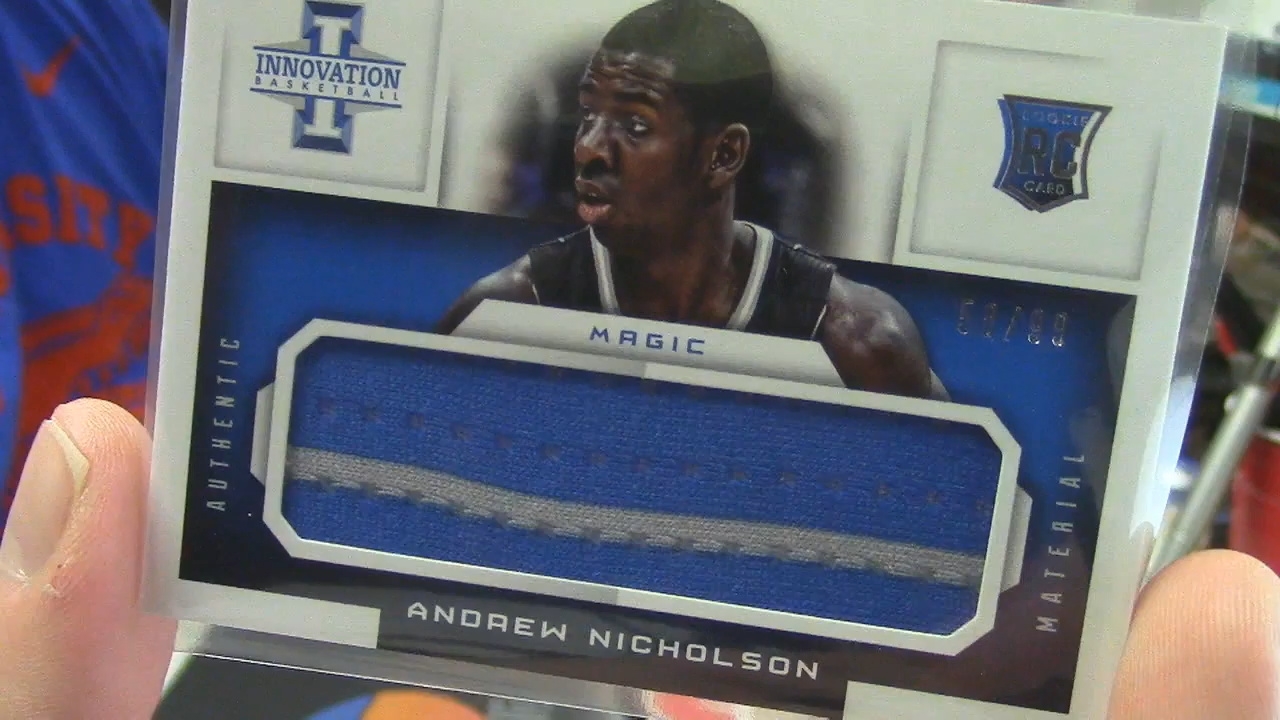 INNOVATION
BASKETBALL
ROOKIE
RC
CARD
MAGIC
AUTHENTIC
MATERIAL
ANDREW NICHOLSON